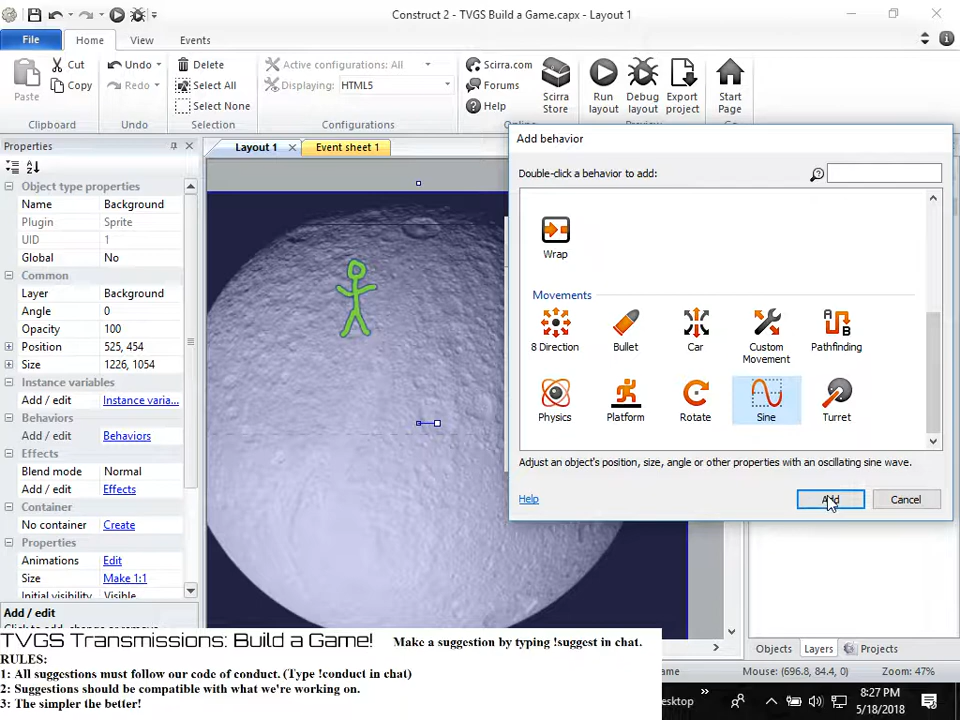 Construct 2 - TVGS Build a Game.capx - Layout 1
File
Home
View
Events
Paste
Cut
Copy
Clipboard
Undo
Redo
Undo
Delete
Select All
Select None
Selection
Active configurations: All
Displaying:
HTML5
Configurations
Scirra.com
Forums
Help
Scirra Store
Run layout
Debug layout
Export project
Start Page
Properties
Layout 1
Event sheet 1
Object type properties
Name
Background
Plugin
Sprite
UID
1
Global
No
Common
Layer
Background
Angle
0
Opacity
100
Position
525, 454
Size
1226, 1054
Instance variables
Add / edit
Instance varia...
Behaviors
Add / edit
Behaviors
Effects
Blend mode
Normal
Add / edit
Effects
Container
No container
Create
Properties
Animations
Edit
Size
Make 1:1
Initial visibility
Visible
Add / edit
Add behavior
Double-click a behavior to add:
Wrap
Movements
8 Direction
Bullet
Car
Custom Movement
Pathfinding
Physics
Platform
Rotate
Sine
Turret
Adjust an object's position, size, angle or other properties with an oscillating sine wave.
Help
Add
Cancel
Objects
Layers
Projects
Mouse: (696.8, 84.4, 0)
Zoom: 47%
TVGS Transmissions: Build a Game!
Make a suggestion by typing !suggest in chat.
RULES:
1: All suggestions must follow our code of conduct. (Type !conduct in chat)
2: Suggestions should be compatible with what we're working on.
3: The simpler the better!
8:27 PM
5/18/2018